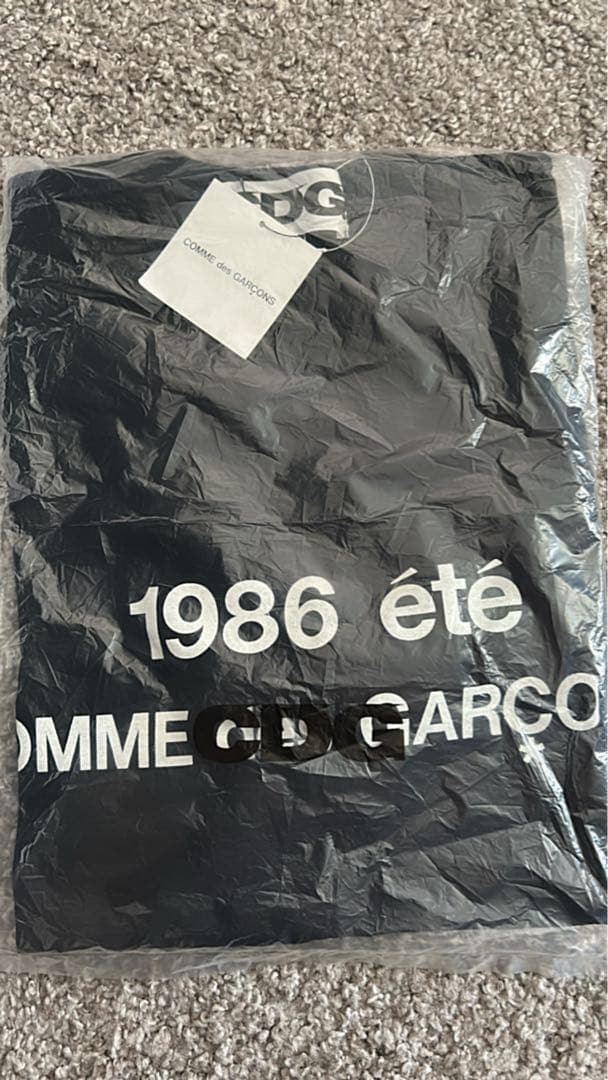 CDG
COMME des GARÇONS
1986 été
OMME CDG GARÇO